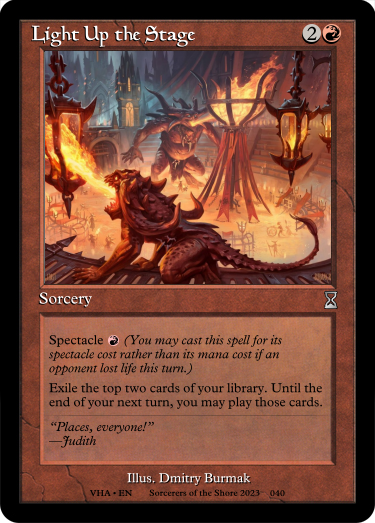 Light Up the Stage 2
Sorcery
Spectacle (You may cast this spell for its
spectacle cost rather than its mana cost if an
opponent lost life this turn.)
Exile the top two cards of your library. Until the
end of your next turn, you may play those cards.
“Places, everyone!”
—Judith
Illus. Dmitry Burmak
VHA • EN Sorcerers of the Shore 2023 040